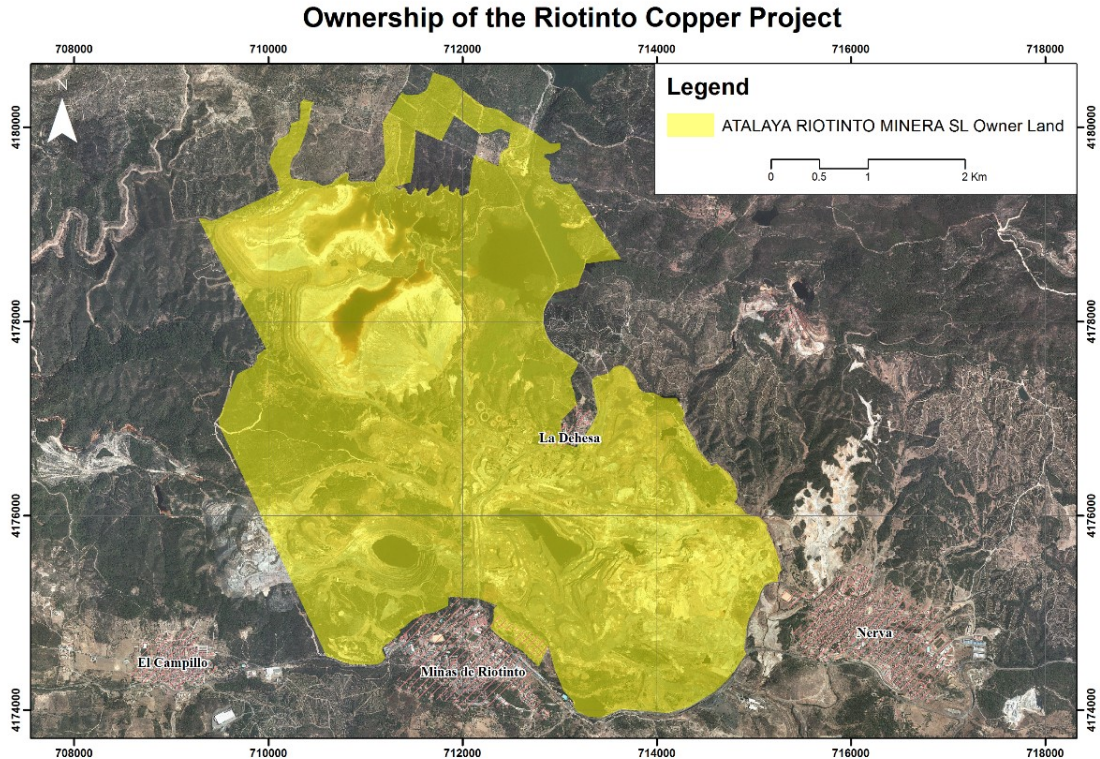 Ownership of the Riotinto Copper Project
708000 710000 712000 714000 716000 718000
Legend
ATALAYA RIOTINTO MINERA SL Owner Land
0 0.5 1 2 Km
N
4180000 4180000
4178000 4178000
La Dehesa
4176000 4176000
Nerva
El Campillo
Minas de Riotinto
4174000 4174000
708000 710000 712000 714000 716000 718000